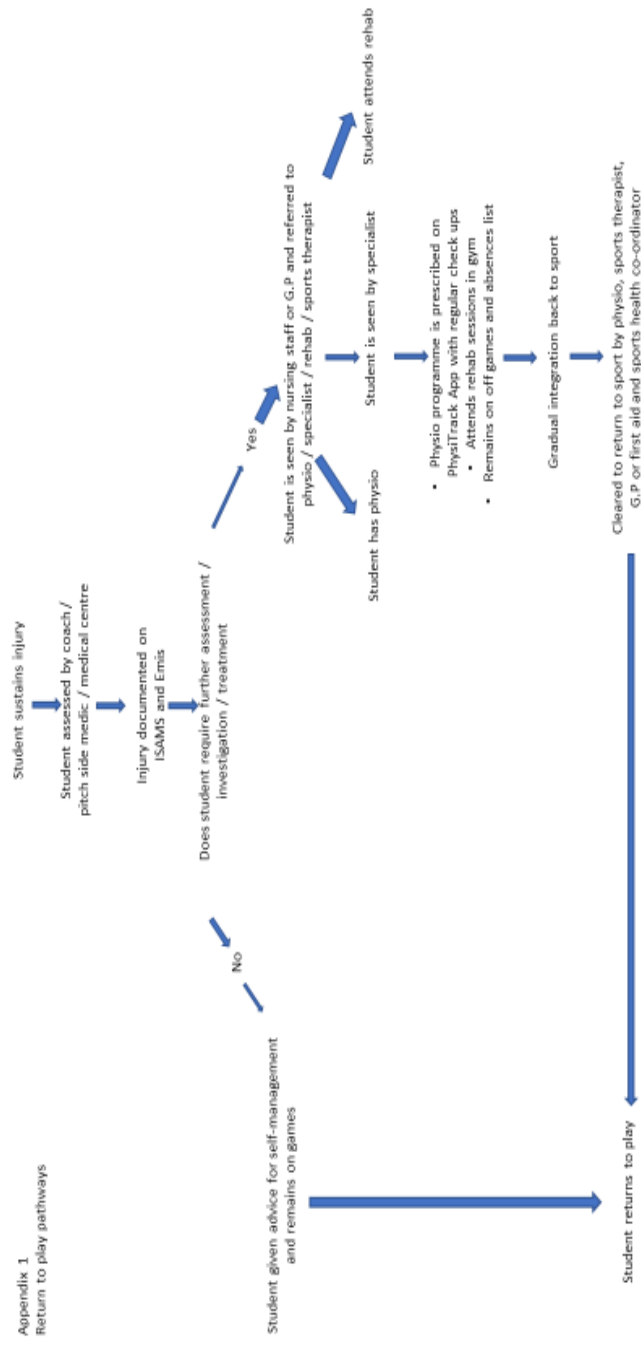 Appendix 1
Return to play pathways
Student sustains injury
Student assessed by coach /
pitch side medic / medical centre
Injury documented on
ISAMS and Emis
Does student require further assessment /
investigation / treatment
No
Yes
Student given advice for self-management
and remains on games
Student is seen by nursing staff or G.P and referred to
physio / specialist / rehab / sports therapist
Student has physio
Student is seen by specialist
Student attends rehab
• Physio programme is prescribed on
PhysiTrack App with regular check ups
• Attends rehab sessions in gym
• Remains on off games and absences list
Gradual integration back to sport
Cleared to return to sport by physio, sports therapist,
G.P or first aid and sports health co-ordinator
Student returns to play